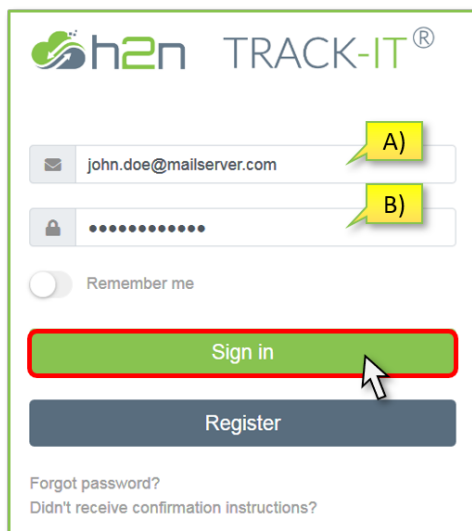 h2n TRACK-IT®
john.doe@mailserver.com A)
•••••••••••• B)
Remember me
Sign in
Register
Forgot password?
Didn't receive confirmation instructions?